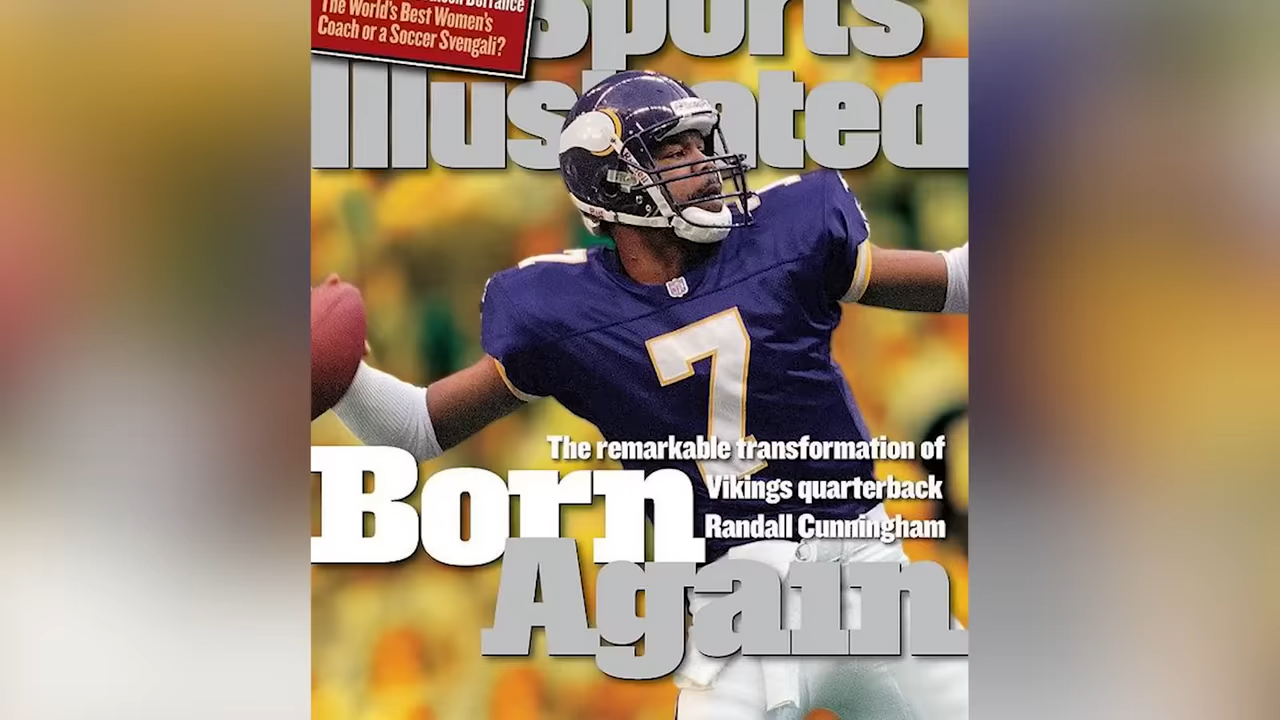 Dorrance
The World's Best Women's
Coach or a Soccer Svengali?
Sports
Illustrated
7
The remarkable transformation of
Vikings quarterback
Randall Cunningham
Born
Again